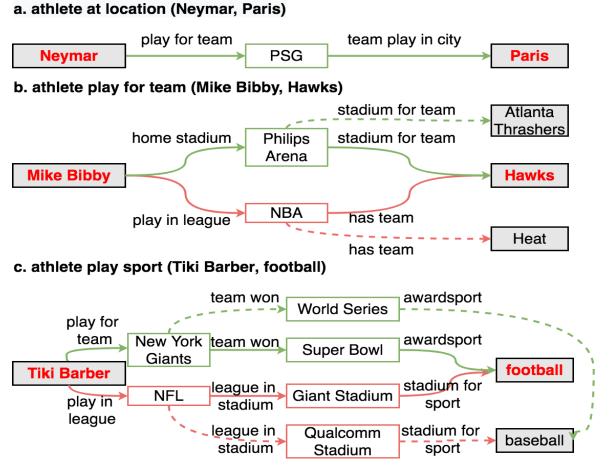 a. athlete at location (Neymar, Paris)
play for team
team play in city
Neymar
PSG
Paris
b. athlete play for team (Mike Bibby, Hawks)
stadium for team
Atlanta
Thrashers
home stadium
Philips
Arena
stadium for team
Mike Bibby
Hawks
play in league
NBA
has team
has team
Heat
c. athlete play sport (Tiki Barber, football)
team won
World Series
awardsport
play for
team
New York
Giants
team won
Super Bowl
awardsport
Tiki Barber
football
play in
league
NFL
league in
stadium
Giant Stadium
stadium for
sport
league in
stadium
Qualcomm
Stadium
stadium for
sport
baseball